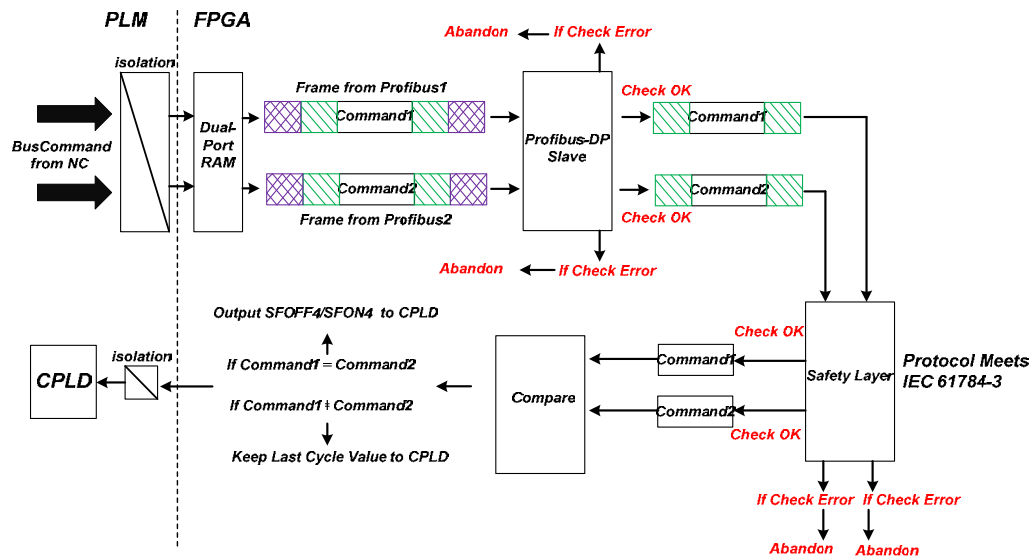 PLM
FPGA
isolation
BusCommand
from NC
Dual-
Port
RAM
Frame from Profibus1
Command1
Command2
Frame from Profibus2
Abandon
If Check Error
Profibus-DP
Slave
Check OK
Command1
Command2
Check OK
Abandon
If Check Error
Output SFOFF4/SFON4 to CPLD
If Command1 = Command2
If Command1 ǂ Command2
Keep Last Cycle Value to CPLD
isolation
CPLD
Compare
Command1
Command2
Check OK
Check OK
Safety Layer
Protocol Meets
IEC 61784-3
If Check Error
If Check Error
Abandon
Abandon